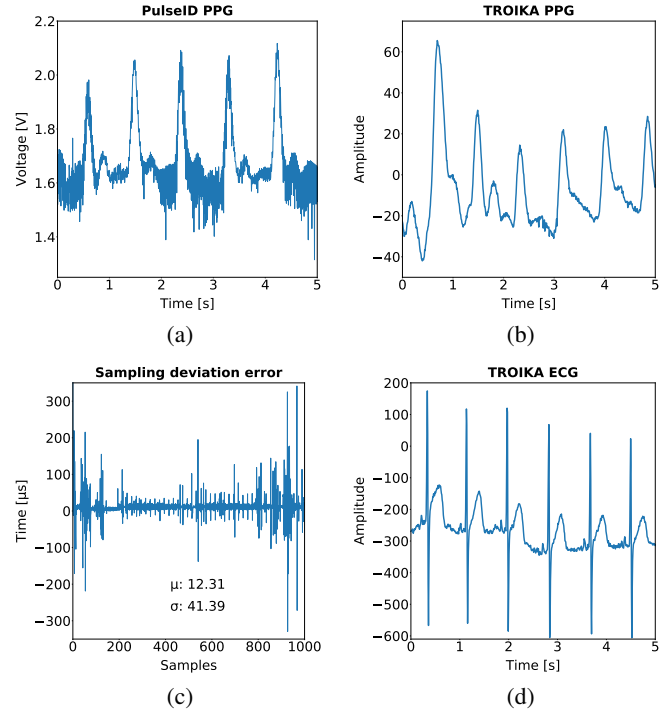 PulseID PPG
2.2
2.0
1.8
1.6
1.4
Voltage [V]
0 1 2 3 4 5
Time [s]
(a)
TROIKA PPG
60
40
20
0
−20
−40
Amplitude
0 1 2 3 4 5
Time [s]
(b)
Sampling deviation error
300
200
100
0
−100
−200
−300
Time [µs]
μ: 12.31
σ: 41.39
0 200 400 600 800 1000
Samples
(c)
TROIKA ECG
200
100
0
−100
−200
−300
−400
−500
−600
Amplitude
0 1 2 3 4 5
Time [s]
(d)